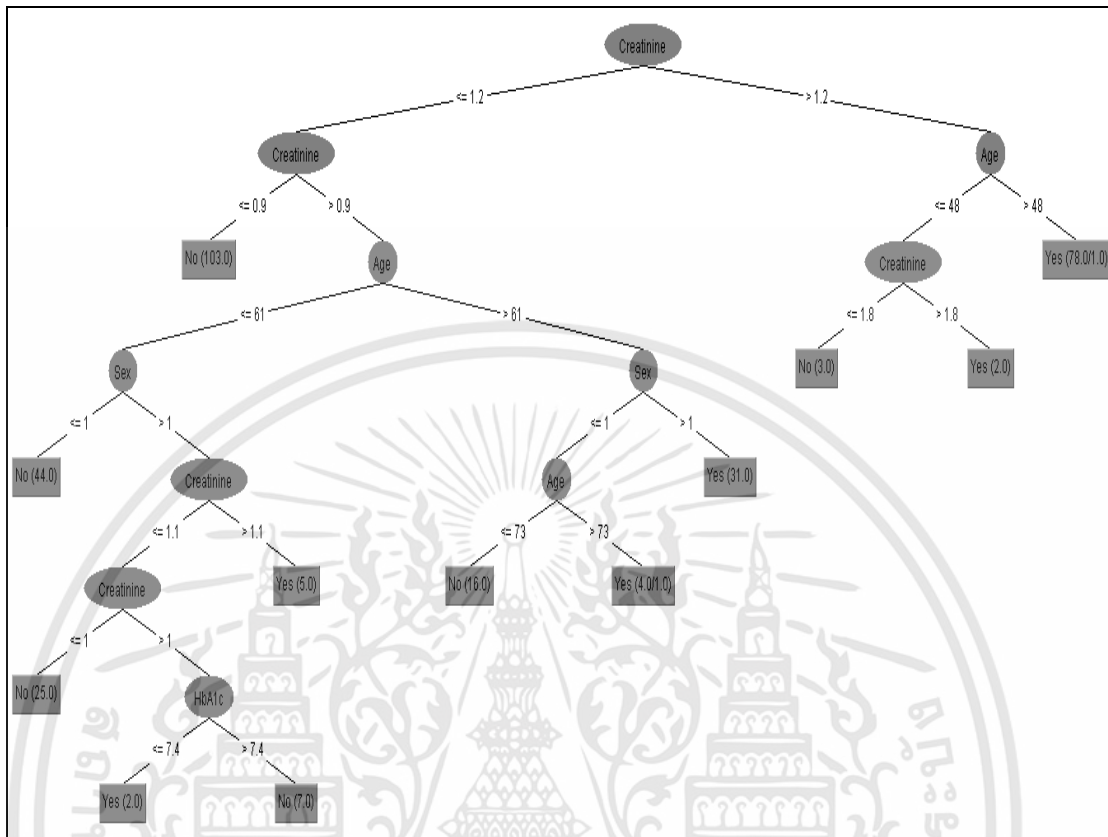 Creatinine
<= 1.2 > 1.2
Creatinine Age
<= 0.9 > 0.9 <= 48 > 48
No (103.0) Age Creatinine Yes (78.0/1.0)
<= 61 > 61 <= 1.8 > 1.8
Sex Sex No (3.0) Yes (2.0)
<= 1 > 1 <= 1 > 1
No (44.0) Creatinine Age Yes (31.0)
<= 1.1 > 1.1 <= 73 > 73
Creatinine Yes (5.0) No (16.0) Yes (4.0/1.0)
<= 1 > 1
No (25.0) HbA1c
<= 7.4 > 7.4
Yes (2.0) No (7.0)